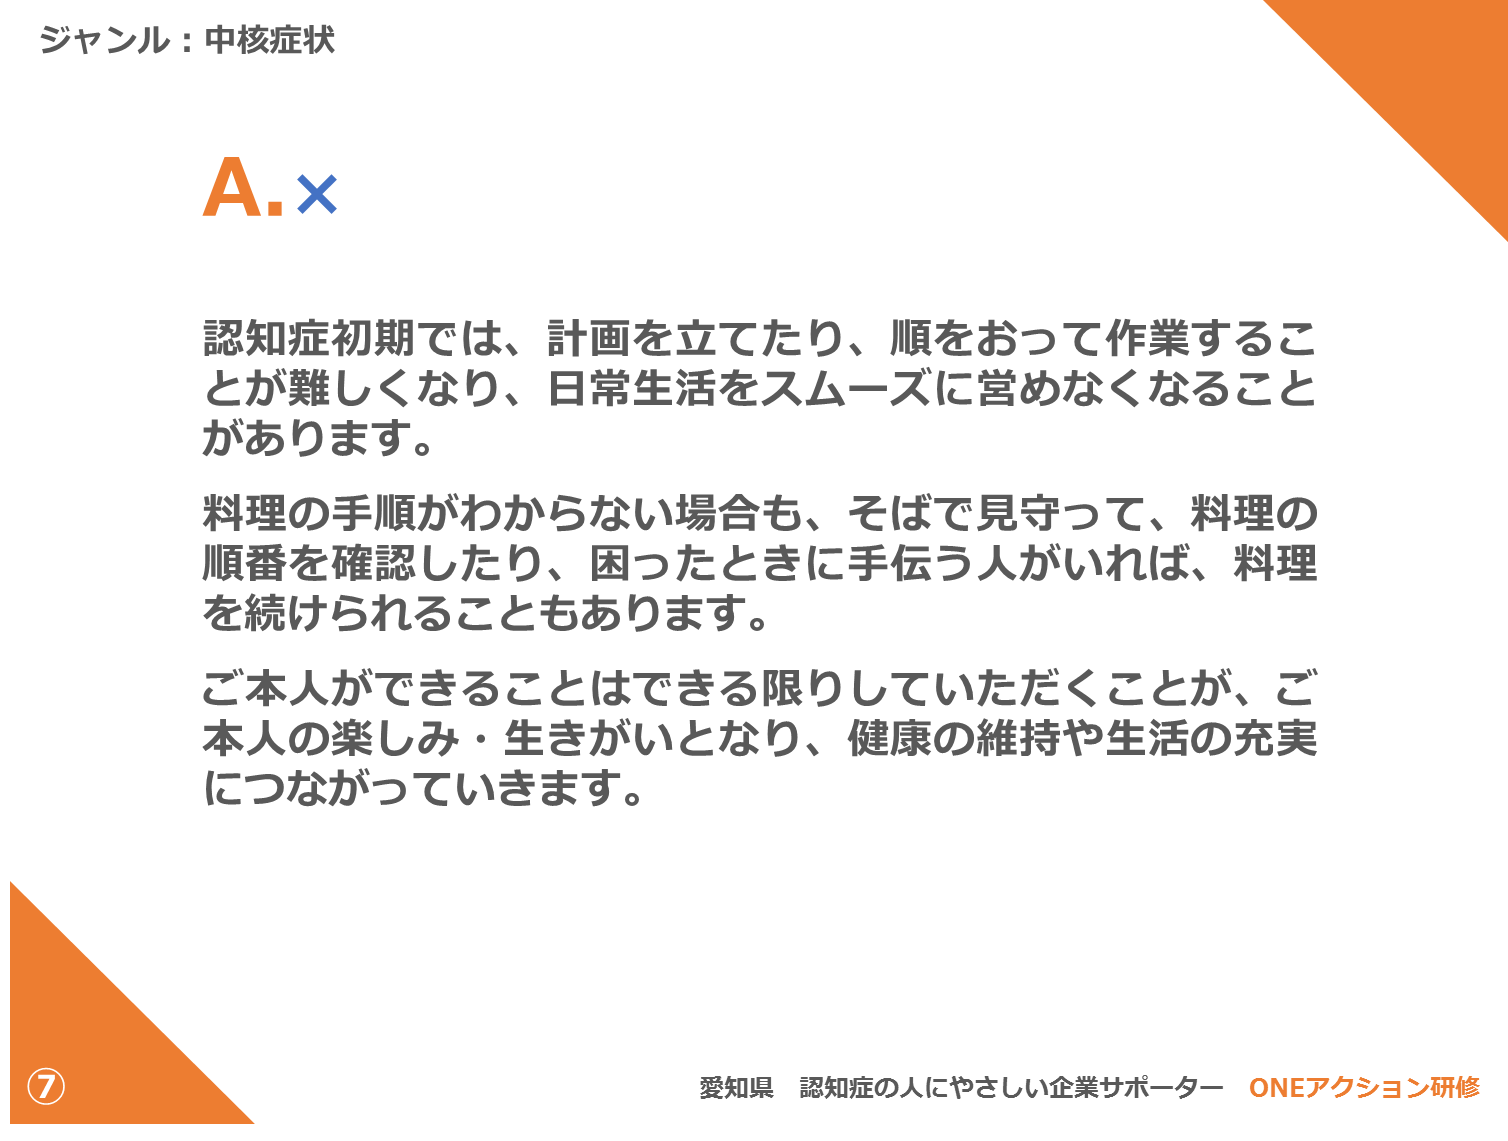 ジャンル：中核症状
A.×
認知症初期では、計画を立てたり、順をおって作業するこ
とが難しくなり、日常生活をスムーズに営めなくなること
があります。
料理の手順がわからない場合も、そばで見守って、料理の
順番を確認したり、困ったときに手伝う人がいれば、料理
を続けられることもあります。
ご本人ができることはできる限りしていただくことが、ご
本人の楽しみ・生きがいとなり、健康の維持や生活の充実
につながっていきます。
⑦
愛知県　認知症の人にやさしい企業サポーター　ONEアクション研修